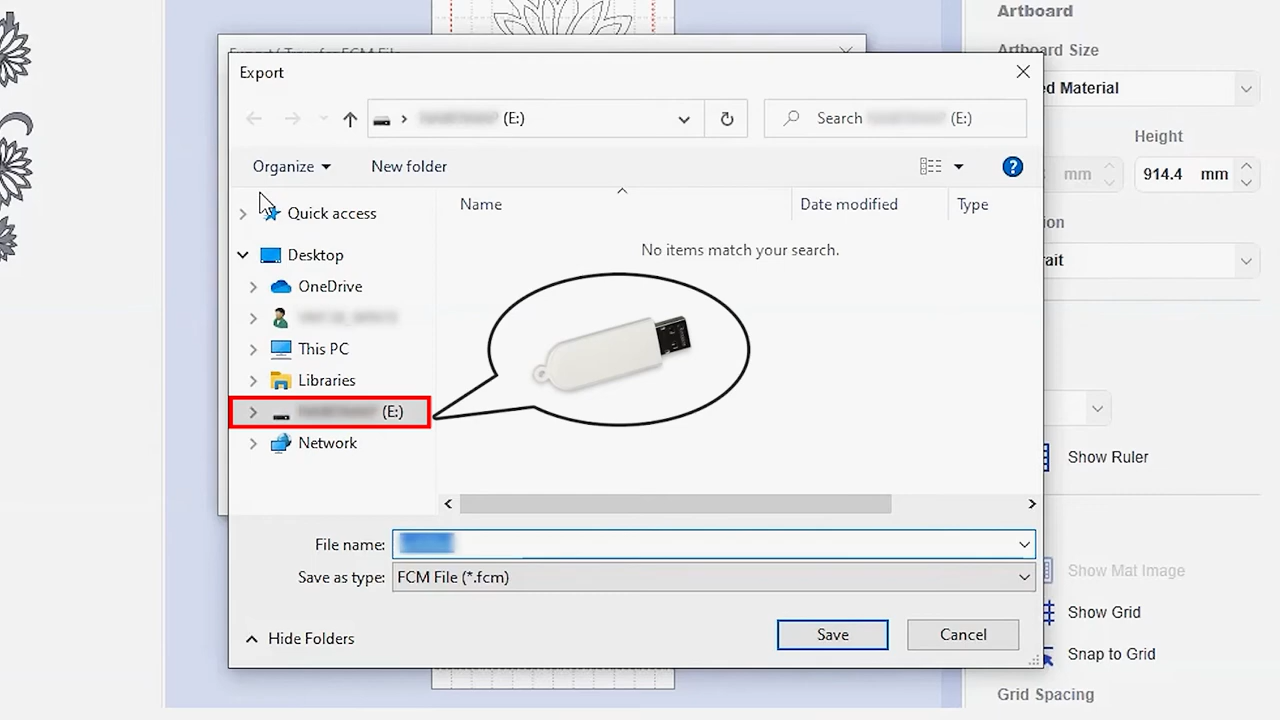 Export
(E:)
Search (E:)
Organize
New folder
Name
Date modified
Type
Quick access
No items match your search.
Desktop
OneDrive
This PC
Libraries
(E:)
Network
File name:
Save as type: FCM File (*.fcm)
Hide Folders
Save
Cancel
Artboard
Artboard Size
ed Material
Height
mm
914.4 mm
ion
ait
Show Ruler
Show Mat Image
Show Grid
Snap to Grid
Grid Spacing